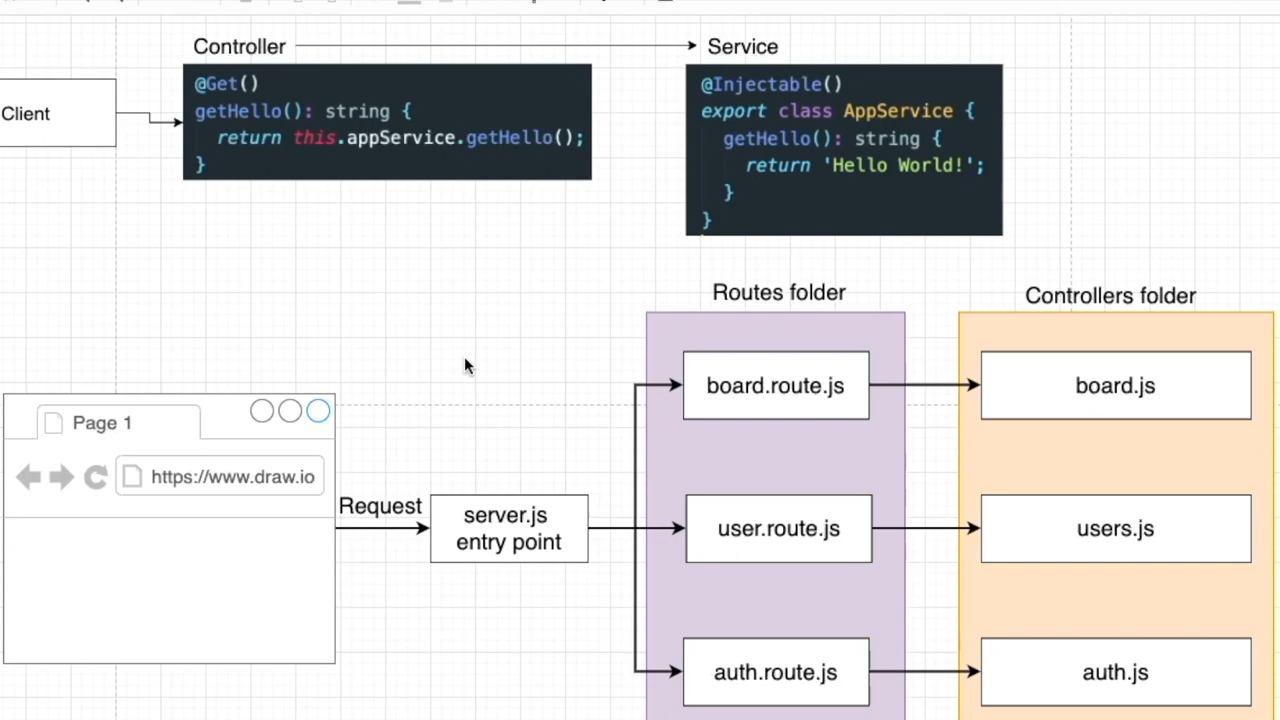 Controller
Service
Client
@Get()
getHello(): string {
return this.appService.getHello();
}
@Injectable()
export class AppService {
getHello(): string {
return 'Hello World!';
}
}
Routes folder
Controllers folder
board.route.js
board.js
Page 1
https://www.draw.io
Request
server.js
entry point
user.route.js
users.js
auth.route.js
auth.js